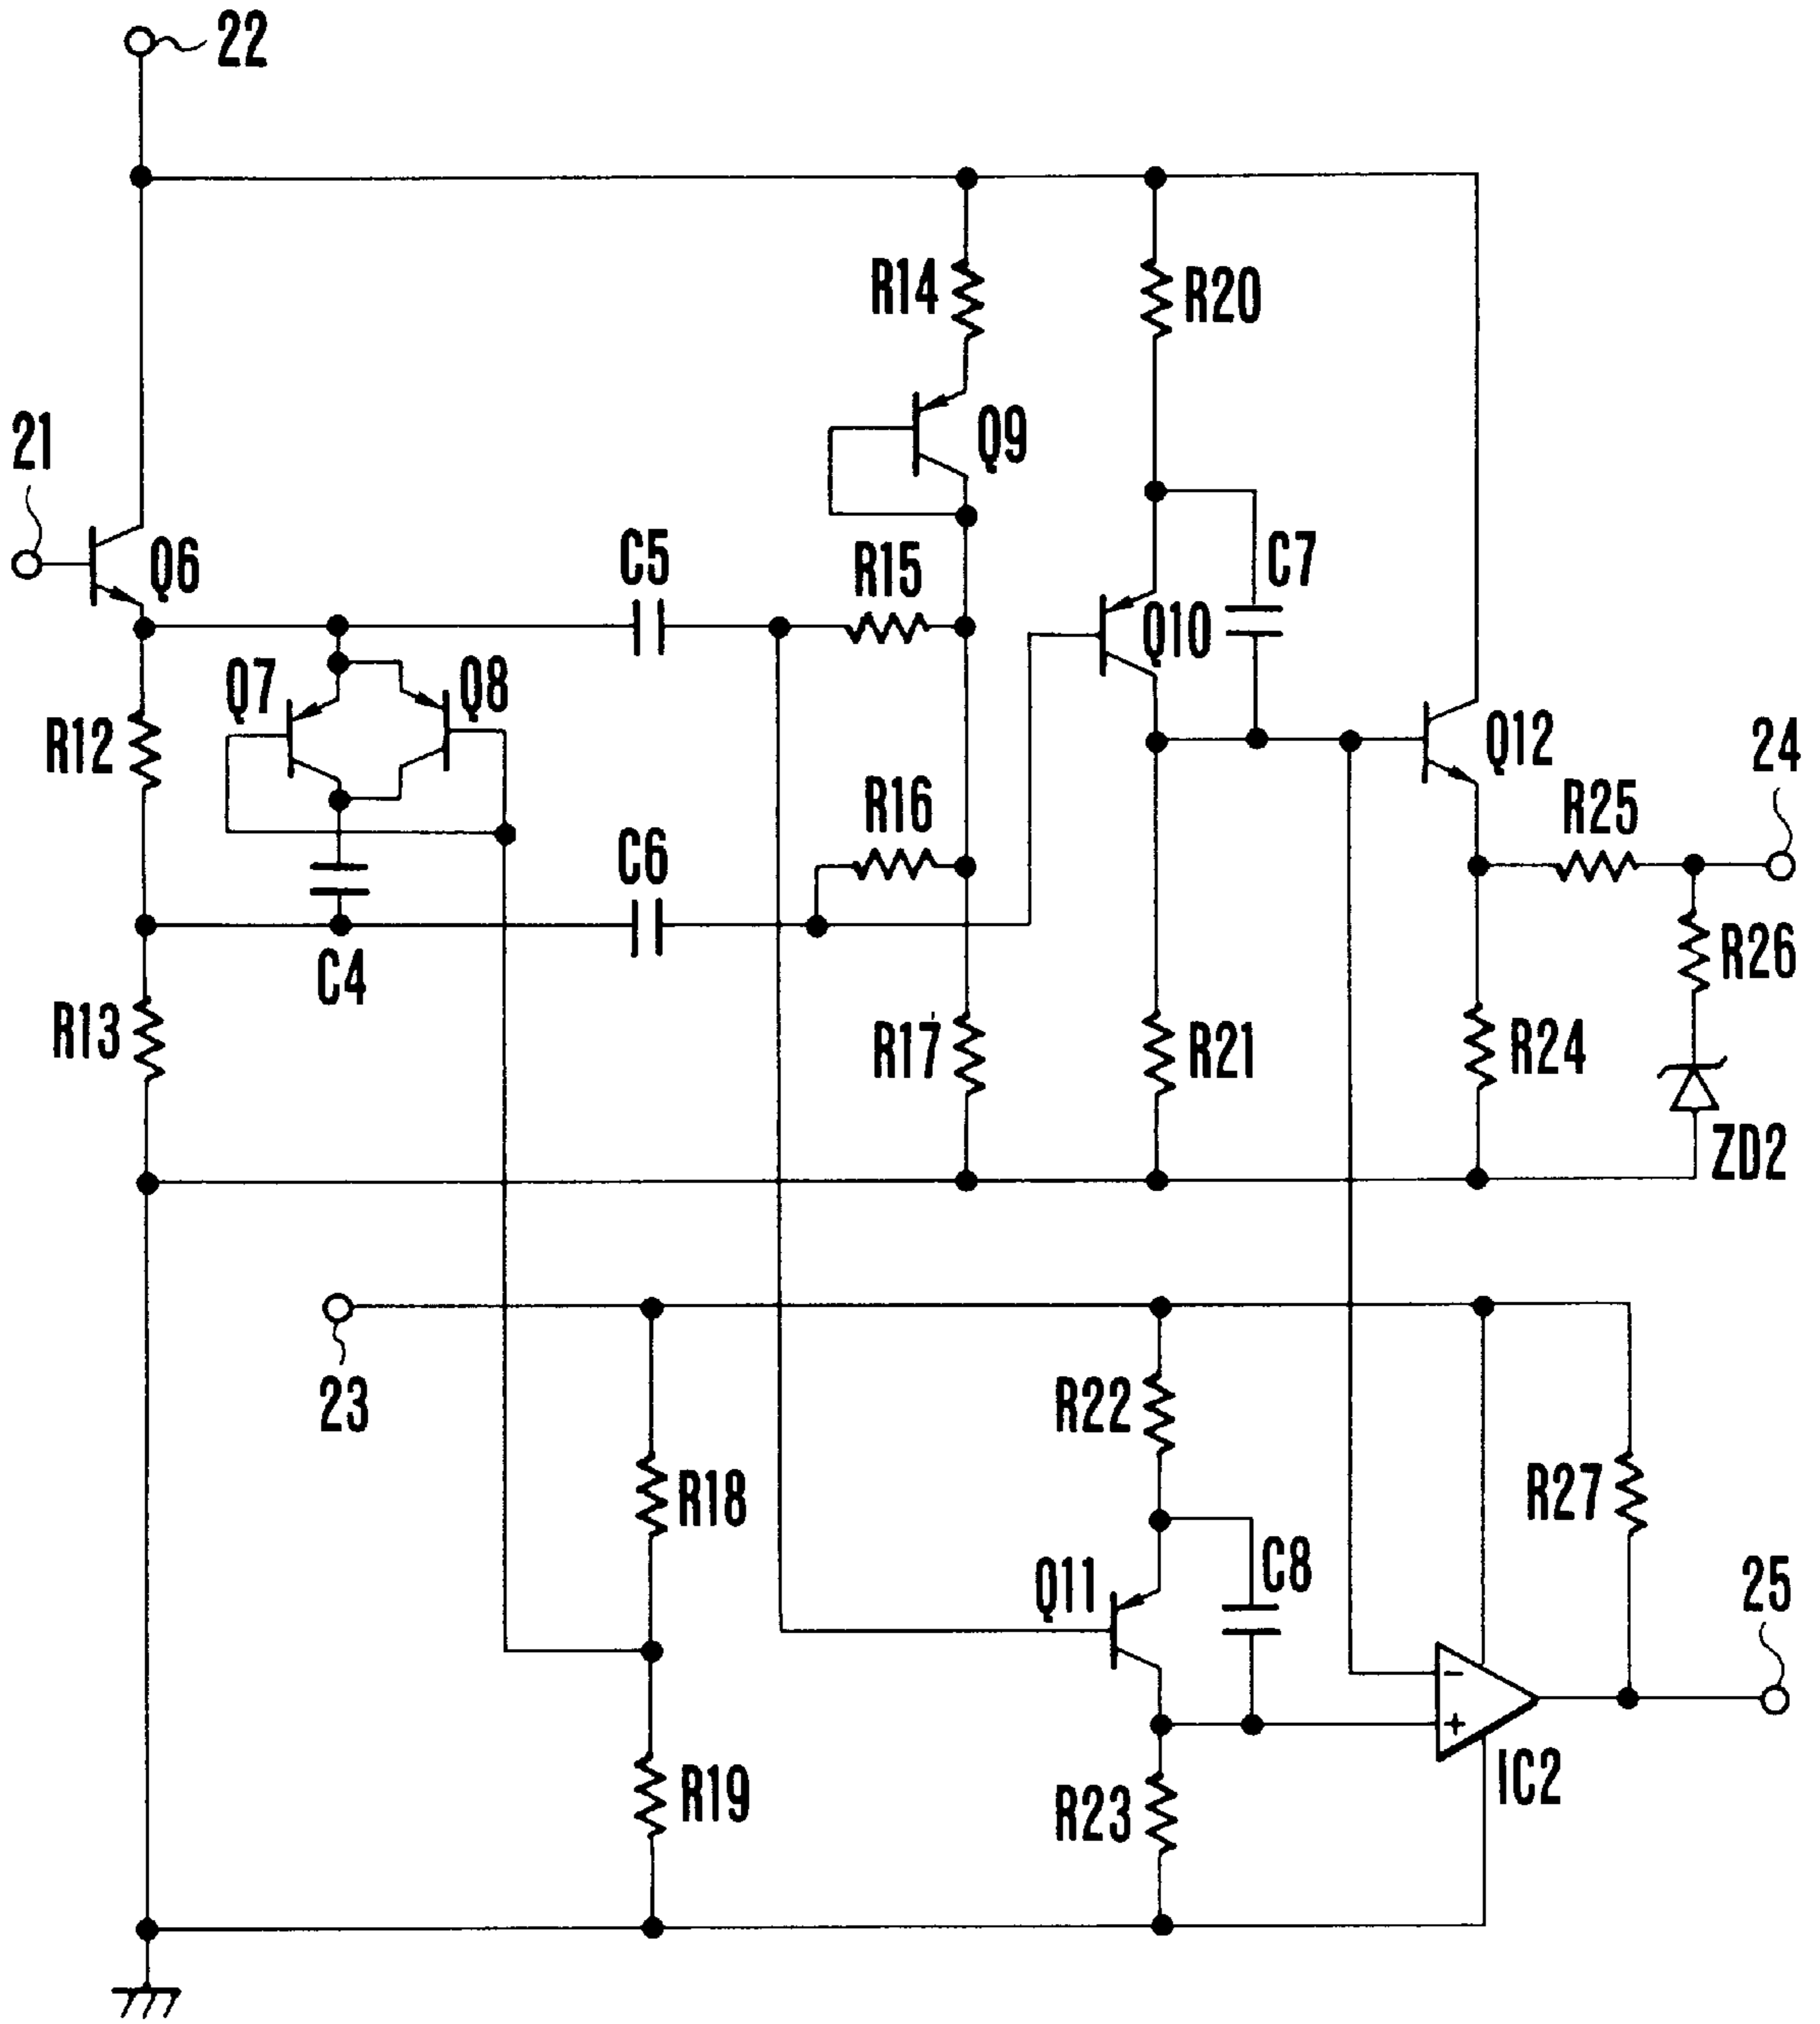 22
R14
R20
21
Q9
Q6
C5
R15
C7
Q10
Q7
Q8
R12
Q12
24
R16
R25
C6
R26
C4
R13
R17
R21
R24
ZD2
23
R22
R18
R27
C8
Q11
25
−
+
R19
R23
IC2